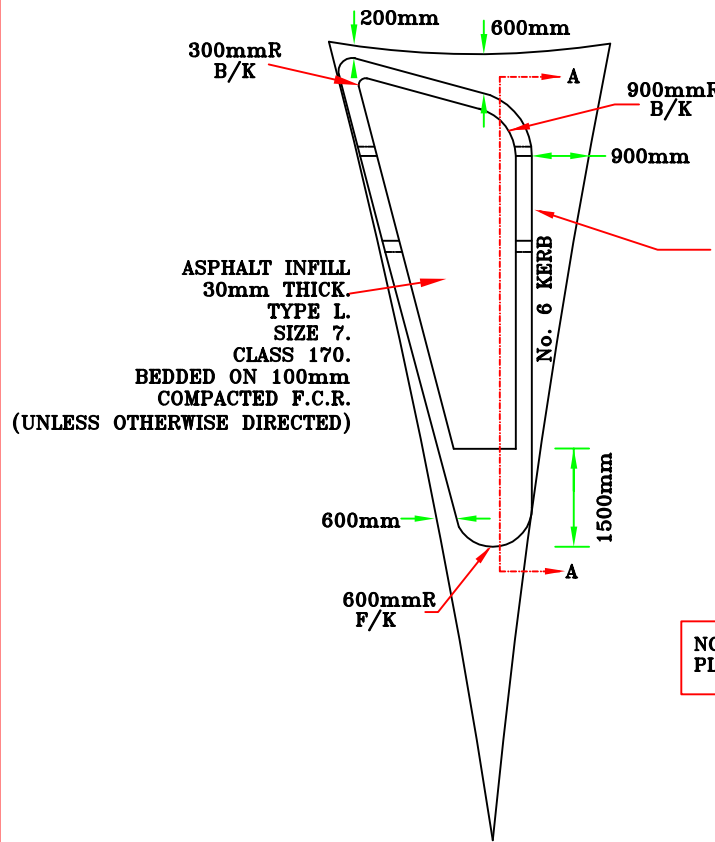 200mm
600mm
300mmR
B/K
A
900mmR
B/K
900mm
No. 6 KERB
ASPHALT INFILL
30mm THICK.
TYPE L.
SIZE 7.
CLASS 170.
BEDDED ON 100mm
COMPACTED F.C.R.
(UNLESS OTHERWISE DIRECTED)
1500mm
600mm
A
600mmR
F/K